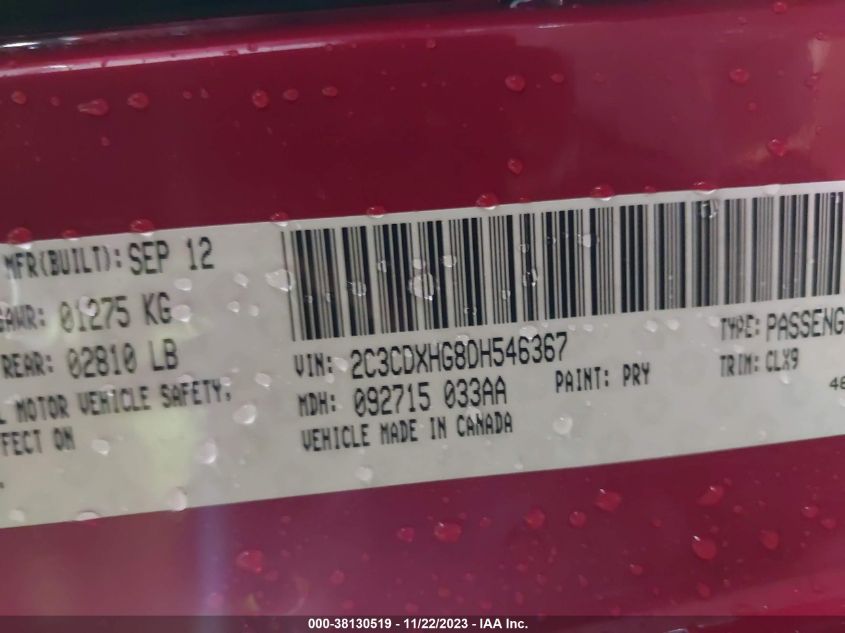 MFR(BUILT): SEP 12
GAWR: 01275 KG
REAR: 02810 LB
MOTOR VEHICLE SAFETY,
ON
VIN: 2C3CDXHG8DH546367
MDH: 092715 033AA
PAINT: PRY
VEHICLE MADE IN CANADA
TYPE: PASSENG
TRIM: CLX9
48
000-38130519 - 11/22/2023 - IAA Inc.